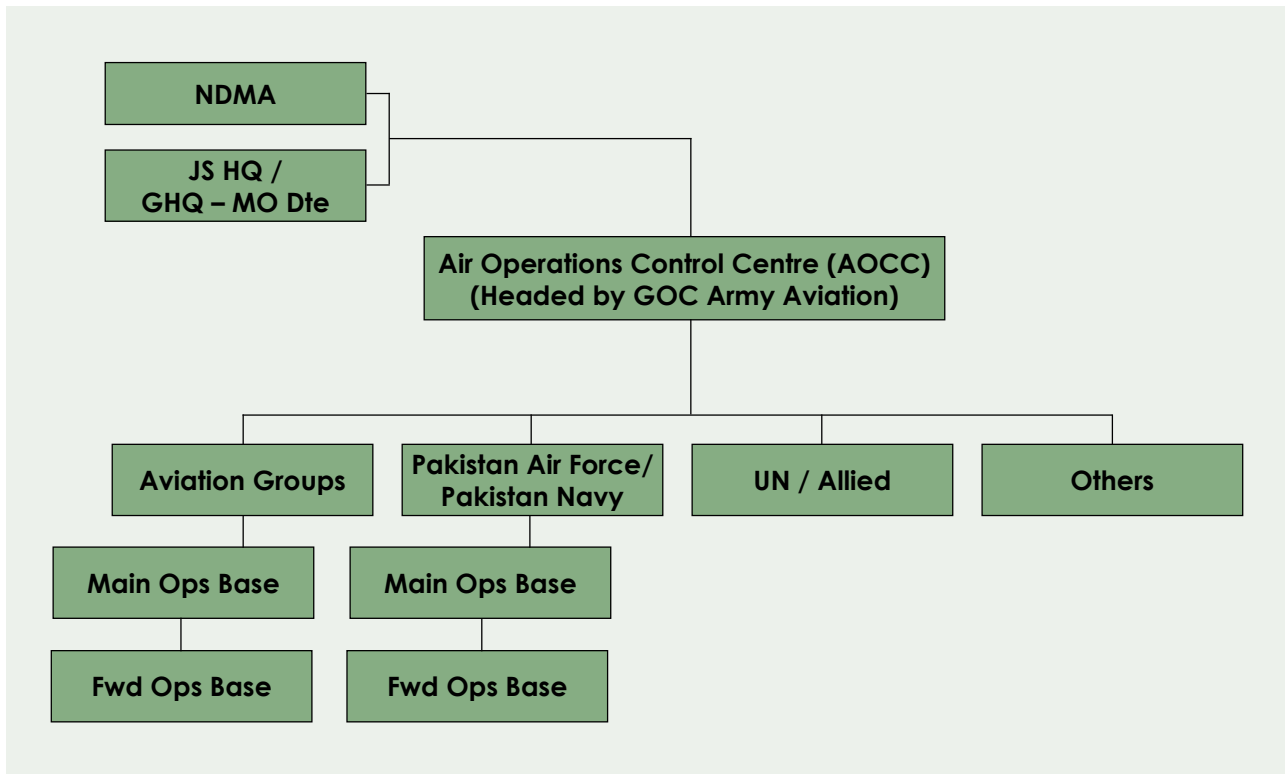 NDMA
JS HQ /
GHQ – MO Dte
Air Operations Control Centre (AOCC)
(Headed by GOC Army Aviation)
Aviation Groups
Pakistan Air Force/
Pakistan Navy
UN / Allied
Others
Main Ops Base
Main Ops Base
Fwd Ops Base
Fwd Ops Base